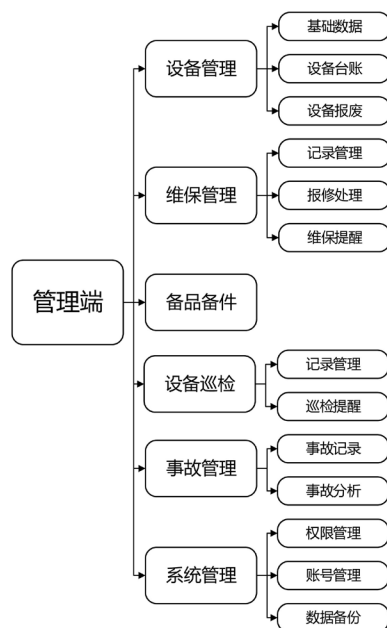 管理端
设备管理
基础数据
设备台账
设备报废
维保管理
记录管理
报修处理
维保提醒
备品备件
设备巡检
记录管理
巡检提醒
事故管理
事故记录
事故分析
系统管理
权限管理
账号管理
数据备份